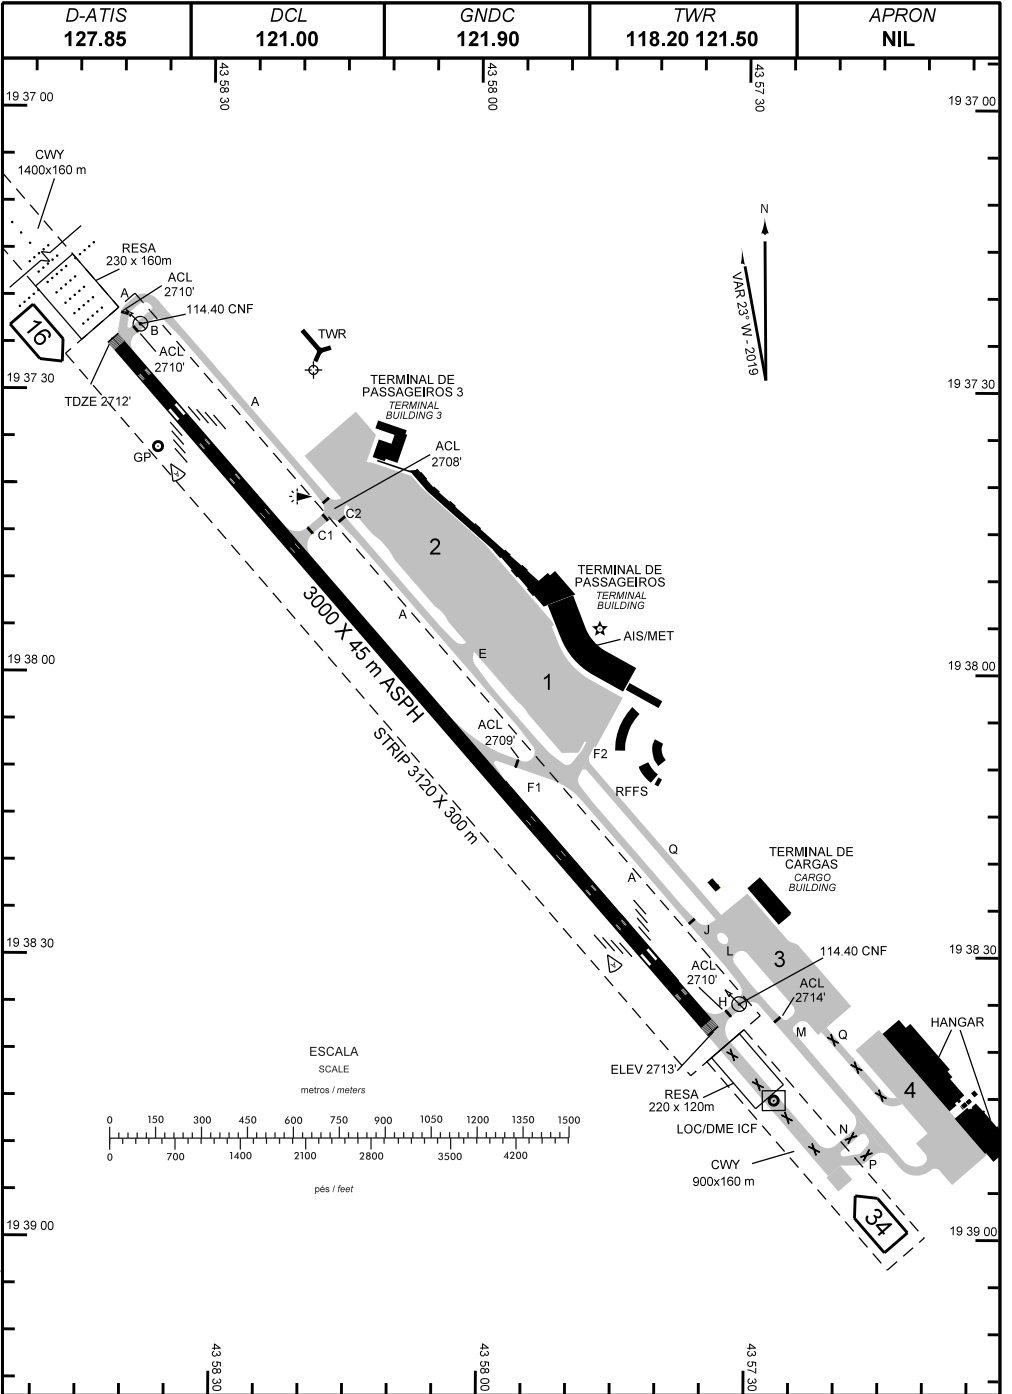 D-ATIS
127.85
DCL
121.00
GNDC
121.90
TWR
118.20 121.50
APRON
NIL
43 58 30
43 58 00
43 57 30
19 37 00
19 37 00
CWY
1400x160 m
N
VAR 23° W - 2019
RESA
230 x 160m
A
ACL
2710'
114.40 CNF
B
16
ACL
2710'
TWR
19 37 30
19 37 30
TDZE 2712'
A
TERMINAL DE
PASSAGEIROS 3
TERMINAL
BUILDING 3
GP
ACL
2708'
C2
C1
2
TERMINAL DE
PASSAGEIROS
TERMINAL
BUILDING
AIS/MET
3000 X 45 m ASPH
A
E
19 38 00
19 38 00
1
ACL
2709'
STRIP 3120 X 300 m
F2
F1
RFFS
Q
TERMINAL DE
CARGAS
CARGO
BUILDING
A
J
L
3
19 38 30
19 38 30
114.40 CNF
ACL
2710'
ACL
2714'
H
M
Q
HANGAR
ESCALA
SCALE
metros / meters
ELEV 2713'
RESA
220 x 120m
4
0 150 300 450 600 750 900 1050 1200 1350 1500
0 700 1400 2100 2800 3500 4200
LOC/DME ICF
N
P
pés / feet
CWY
900x160 m
34
19 39 00
19 39 00
43 58 30
43 58 00
43 57 30